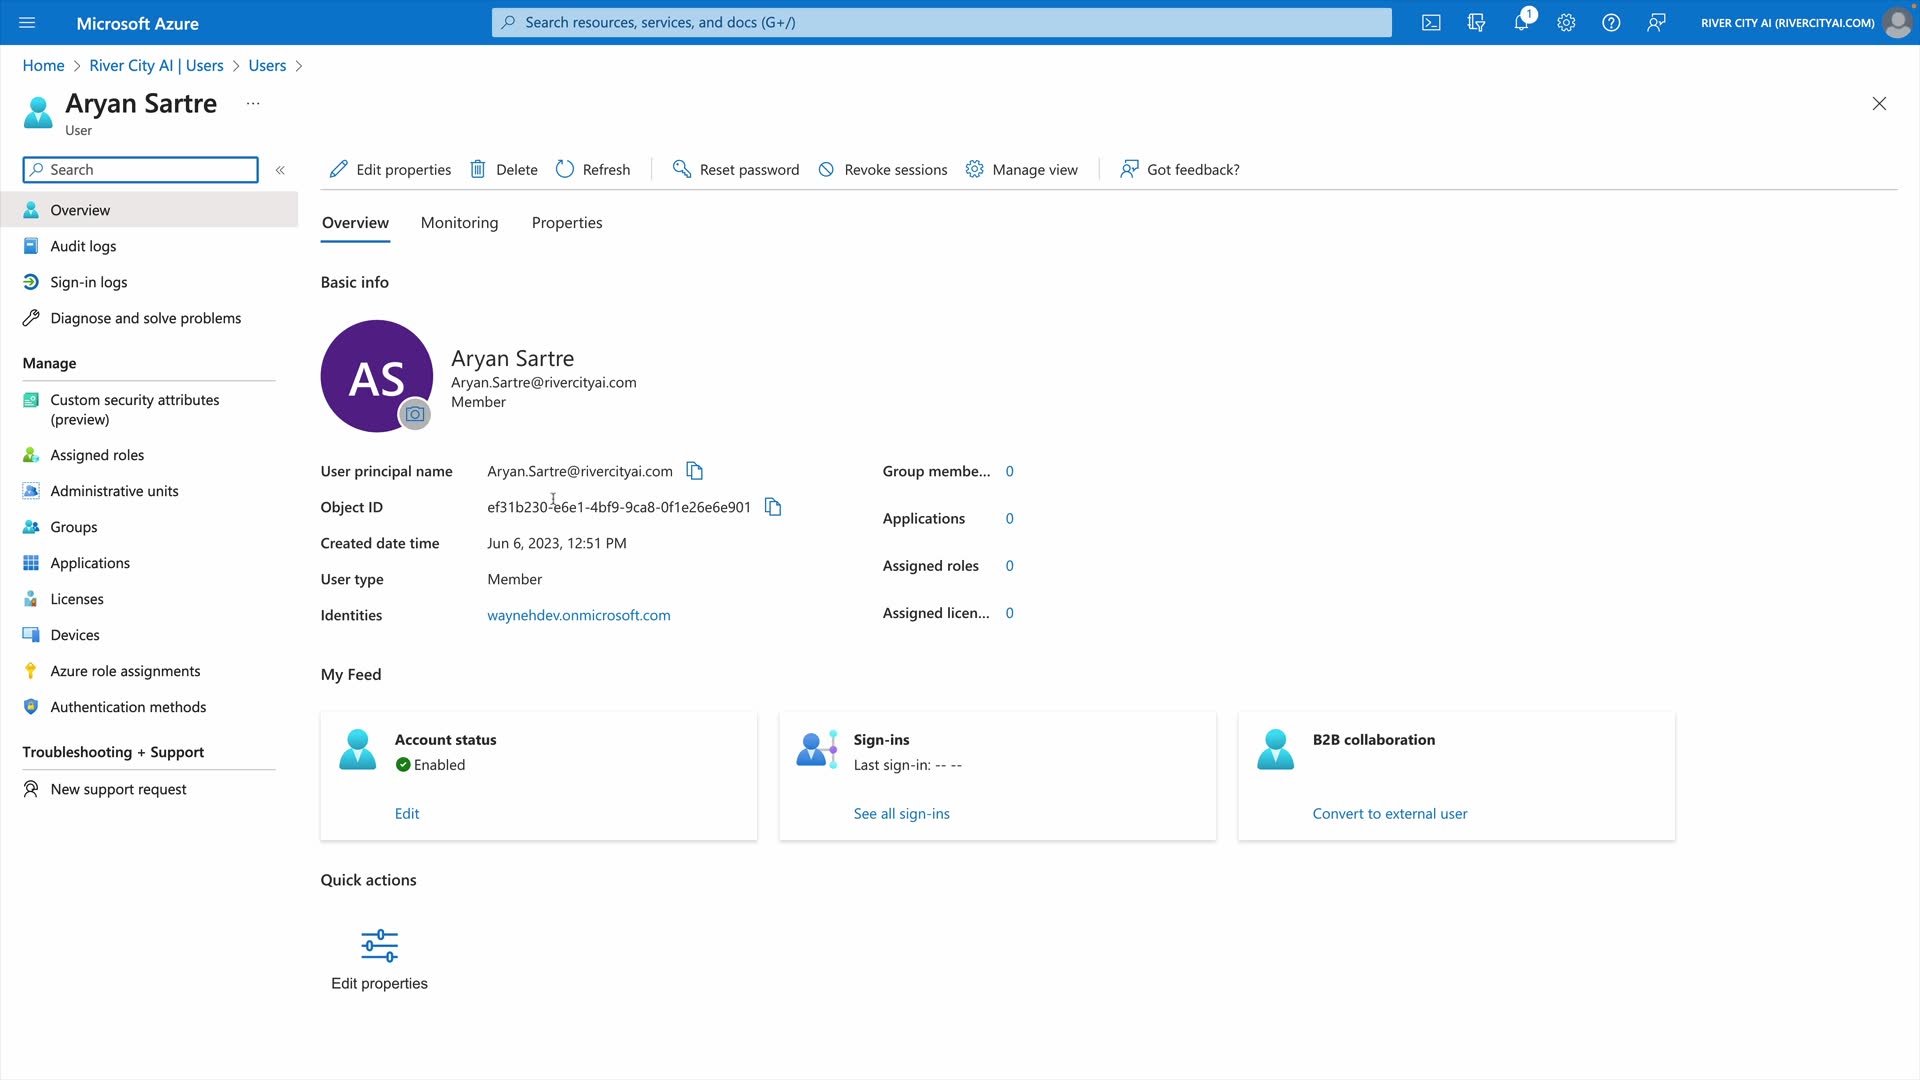 Microsoft Azure
Search resources, services, and docs (G+/)
1
RIVER CITY AI (RIVERCITYAI.COM)
Home > River City AI | Users > Users >
Aryan Sartre ...
User
Search
«
Edit properties
Delete
Refresh
Reset password
Revoke sessions
Manage view
Got feedback?
Overview
Audit logs
Sign-in logs
Diagnose and solve problems
Manage
Custom security attributes
(preview)
Assigned roles
Administrative units
Groups
Applications
Licenses
Devices
Azure role assignments
Authentication methods
Troubleshooting + Support
New support request
Overview
Monitoring
Properties
Basic info
AS
Aryan Sartre
Aryan.Sartre@rivercityai.com
Member
User principal name Aryan.Sartre@rivercityai.com
Object ID ef31b230-e6e1-4bf9-9ca8-0f1e26e6e901
Created date time Jun 6, 2023, 12:51 PM
User type Member
Identities waynehdev.onmicrosoft.com
Group membe... 0
Applications 0
Assigned roles 0
Assigned licen... 0
My Feed
Account status
Enabled
Edit
Sign-ins
Last sign-in: -- --
See all sign-ins
B2B collaboration
Convert to external user
Quick actions
Edit properties